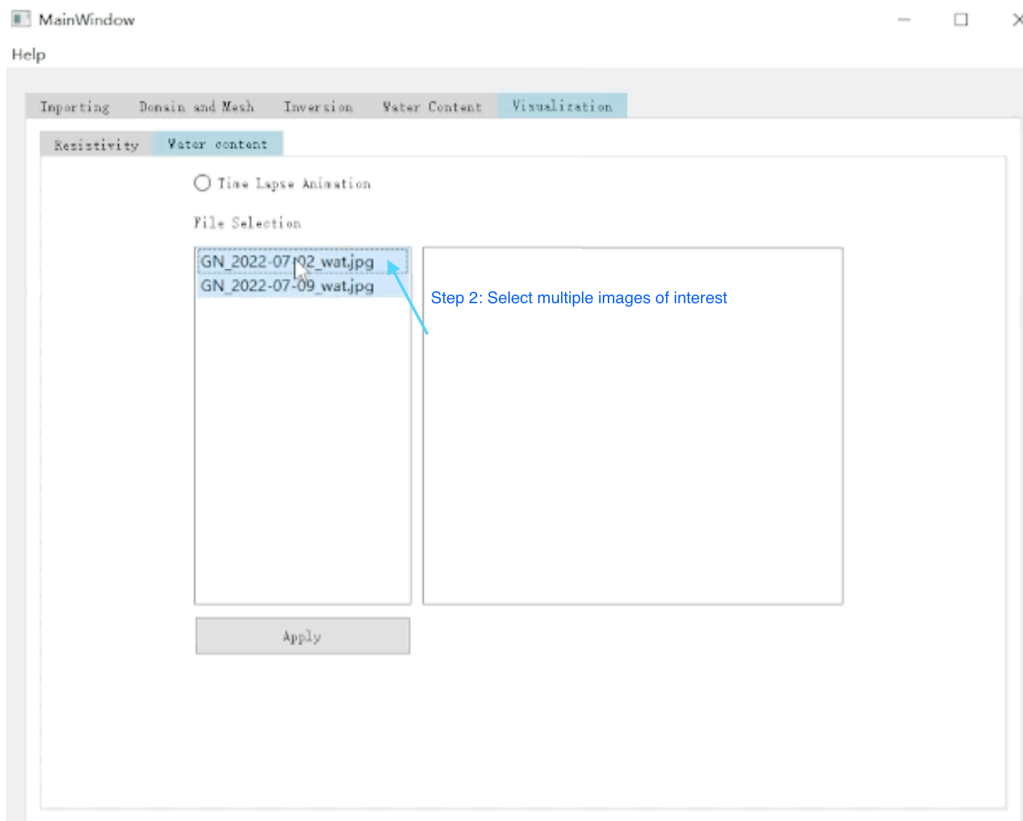 MainWindow
Help
Importing Domain and Mesh Inversion Water Content Visualization
Resistivity Water content
Time Lapse Animation
File Selection
GN_2022-07-02_wat.jpg
GN_2022-07-09_wat.jpg
Step 2: Select multiple images of interest
Apply